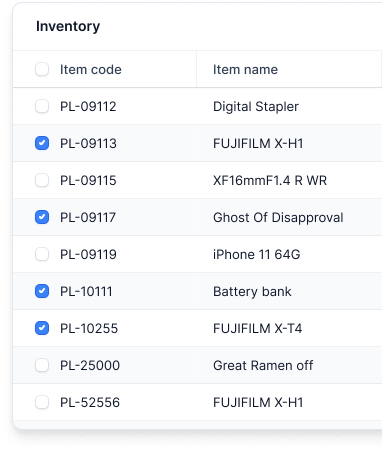 Inventory
Item code Item name
PL-09112 Digital Stapler
PL-09113 FUJIFILM X-H1
PL-09115 XF16mmF1.4 R WR
PL-09117 Ghost Of Disapproval
PL-09119 iPhone 11 64G
PL-10111 Battery bank
PL-10255 FUJIFILM X-T4
PL-25000 Great Ramen off
PL-52556 FUJIFILM X-H1